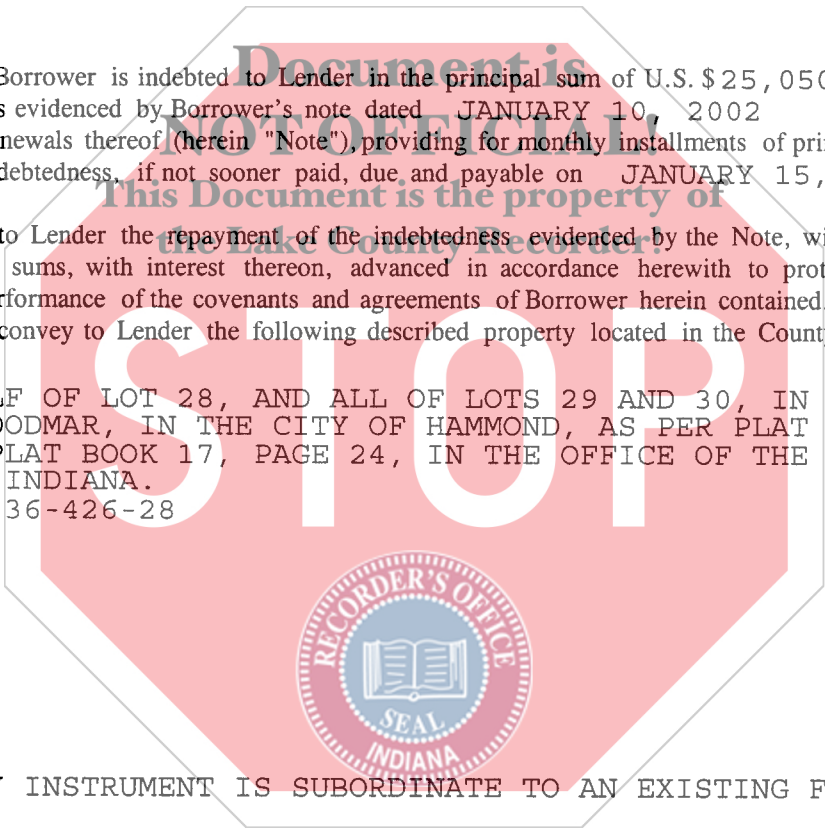 Document is
Borrower is indebted to Lender in the principal sum of U.S. $ 25,050
s evidenced by Borrower's note dated JANUARY 10, 2002
NOT OFFICIAL!
newals thereof (herein "Note"), providing for monthly installments of prin
debtedness, if not sooner paid, due and payable on JANUARY 15,
This Document is the property of
the Lake County Recorder!
to Lender the repayment of the indebtedness evidenced by the Note, wi
sums, with interest thereon, advanced in accordance herewith to prot
rformance of the covenants and agreements of Borrower herein contained
convey to Lender the following described property located in the County
STOP
LF OF LOT 28, AND ALL OF LOTS 29 AND 30, IN
ODMAR, IN THE CITY OF HAMMOND, AS PER PLAT
PLAT BOOK 17, PAGE 24, IN THE OFFICE OF THE
INDIANA.
36-426-28
RECORDER'S OFFICE
SEAL
INDIANA
Y INSTRUMENT IS SUBORDINATE TO AN EXISTING F